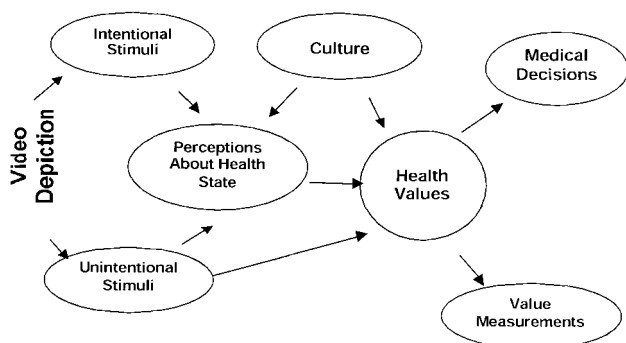 Intentional
Stimuli
Culture
Medical
Decisions
Video
Depiction
Perceptions
About Health
State
Health
Values
Unintentional
Stimuli
Value
Measurements